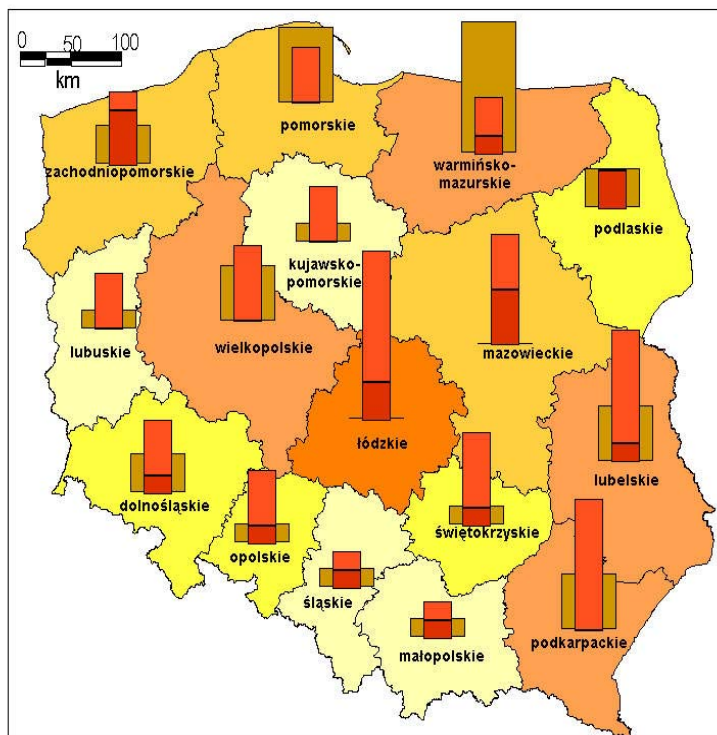 0 50 100
km
pomorskie
warmińsko-
mazurskie
zachodniopomorskie
podlaskie
kujawsko-
pomorskie
lubuskie
wielkopolskie
mazowieckie
łódzkie
lubelskie
dolnośląskie
opolskie
świętokrzyskie
śląskie
małopolskie
podkarpackie